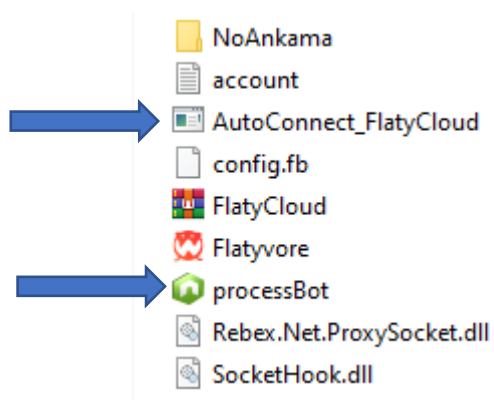 NoAnkama
account
AutoConnect_FlatyCloud
config.fb
FlatyCloud
Flatyvore
processBot
Rebex.Net.ProxySocket.dll
SocketHook.dll